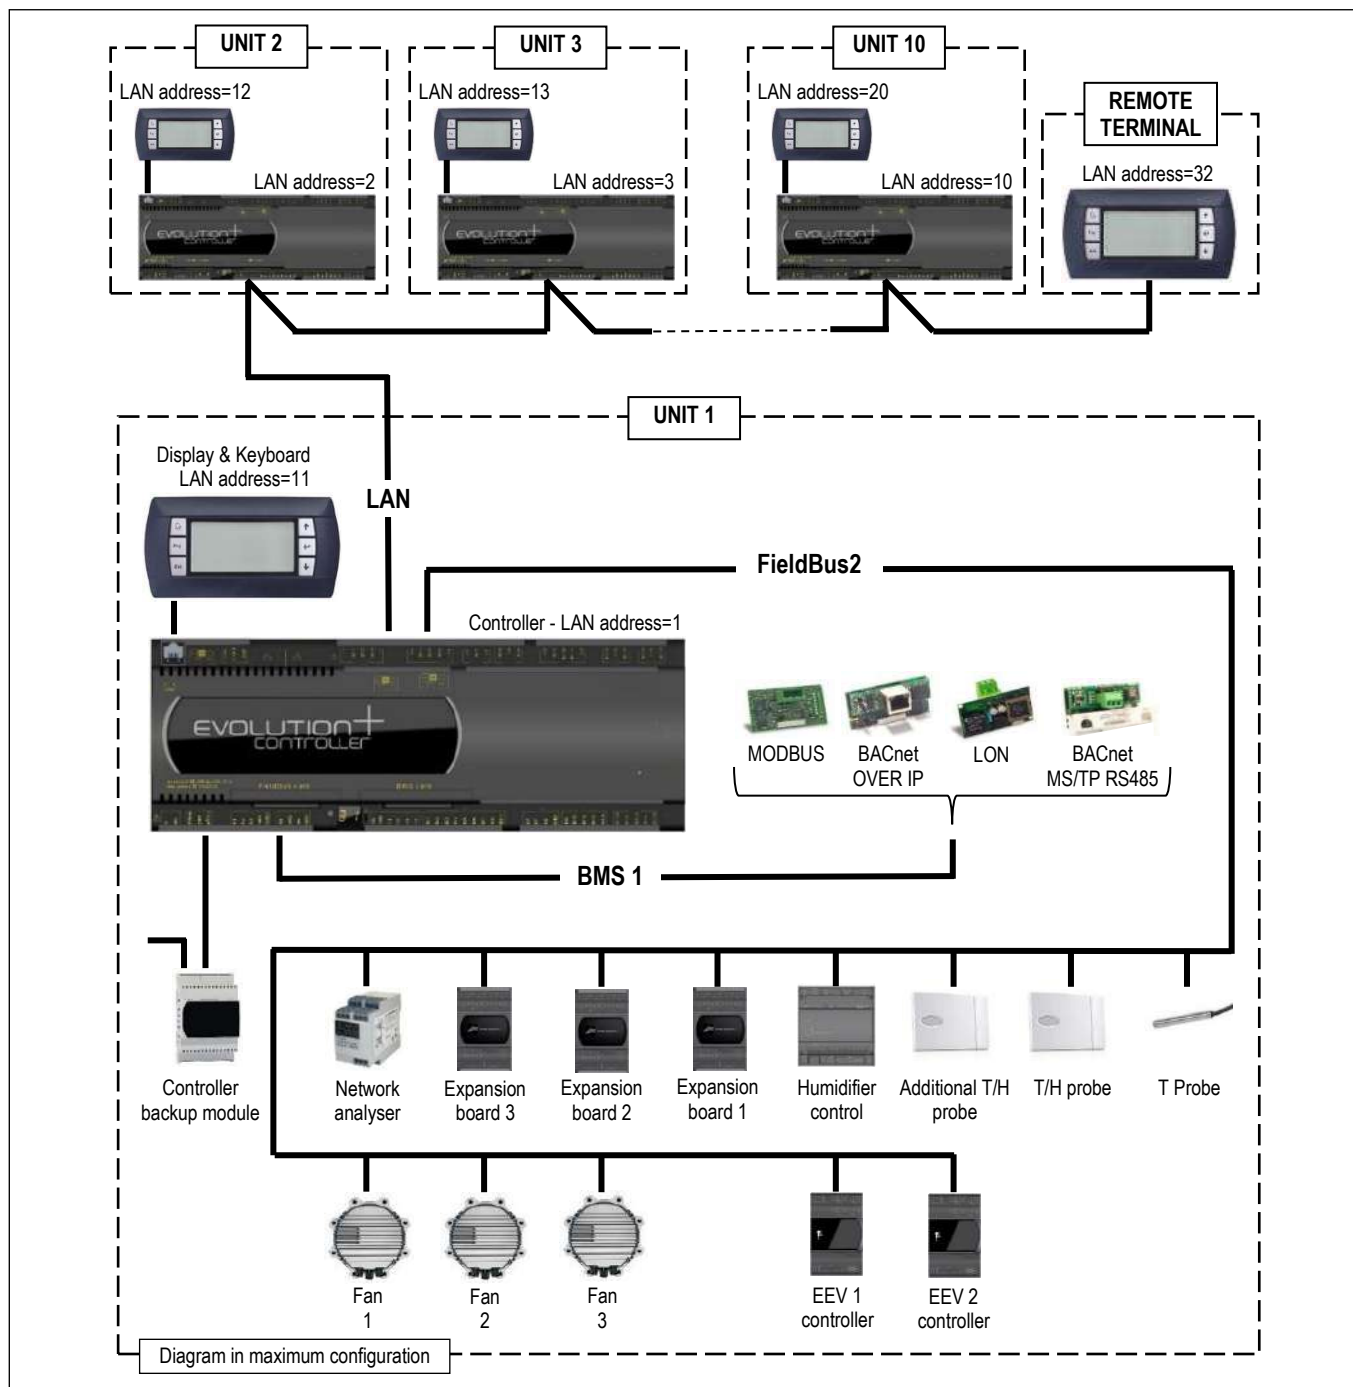 UNIT 2
UNIT 3
UNIT 10
REMOTE
TERMINAL
LAN address=12
LAN address=13
LAN address=20
LAN address=32
LAN address=2
LAN address=3
LAN address=10
EVOLUTION+
CONTROLLER
EVOLUTION+
CONTROLLER
EVOLUTION+
CONTROLLER
UNIT 1
Display & Keyboard
LAN address=11
LAN
FieldBus2
Controller - LAN address=1
EVOLUTION+
CONTROLLER
FieldBus card
BMS card
MODBUS
BACnet
OVER IP
LON
BACnet
MS/TP RS485
BMS 1
Controller
backup module
Network
analyser
Expansion
board 3
Expansion
board 2
Expansion
board 1
Humidifier
control
Additional T/H
probe
T/H probe
T Probe
Fan
1
Fan
2
Fan
3
EEV 1
controller
EEV 2
controller
Diagram in maximum configuration